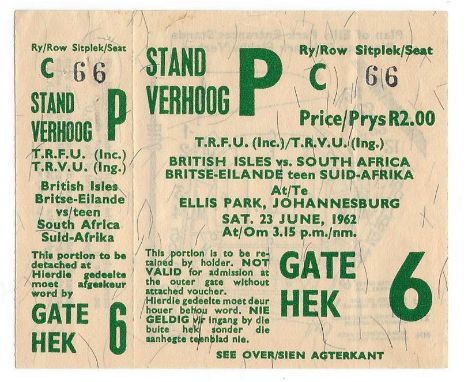 Ry/Row Sitplek/Seat
C 66
STAND
VERHOOG P
T.R.F.U. (Inc.)
T.R.V.U. (Ing.)
British Isles
Britse-Eilande
vs/teen
South Africa
Suid-Afrika
This portion to be
detached at
Hierdie gedeelte
moet afgeskeur
word by
GATE
HEK 6
STAND
VERHOOG P
Ry/Row Sitplek/Seat
C 66
Price/Prys R2.00
T.R.F.U. (Inc.)/T.R.V.U. (Ing.)
BRITISH ISLES vs. SOUTH AFRICA
BRITSE-EILANDE teen SUID-AFRIKA
At/Te
ELLIS PARK, JOHANNESBURG
SAT. 23 JUNE, 1962
At/Om 3.15 p.m./nm.
This portion is to be re-
tained by holder. NOT
VALID for admission at
the outer gate without
attached voucher.
Hierdie gedeelte moet deur
houer behou word. NIE
GELDIG vir ingang by die
buite hek sonder die
aanhegte teenblad nie.
GATE
HEK 6
SEE OVER/SIEN AGTERKANT